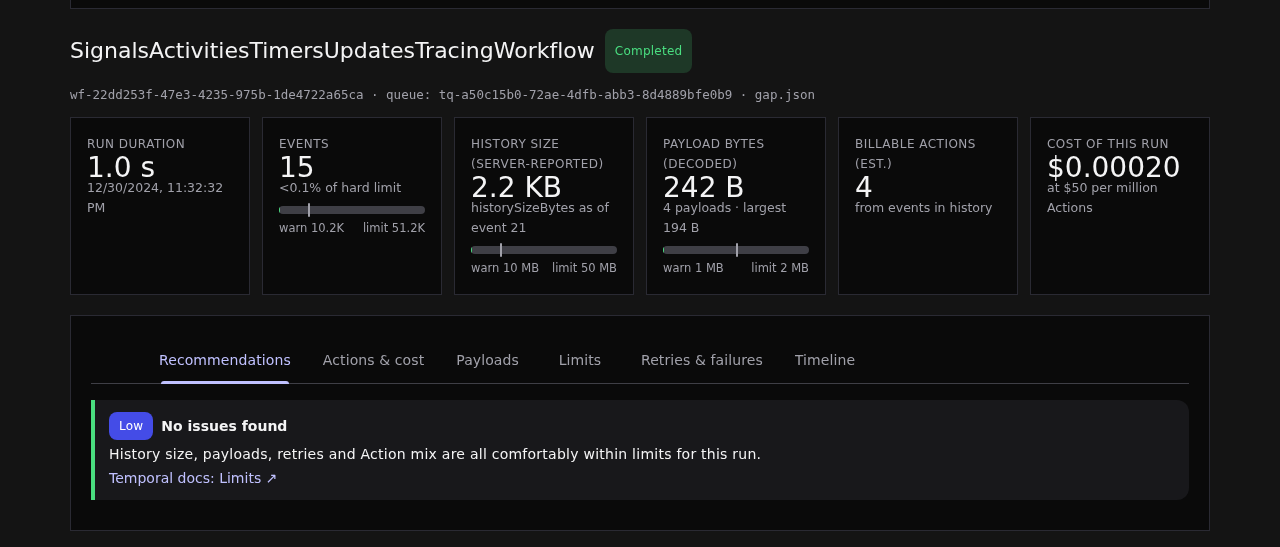 SignalsActivitiesTimersUpdatesTracingWorkflow Completed
wf-22dd253f-47e3-4235-975b-1de4722a65ca · queue: tq-a50c15b0-72ae-4dfb-abb3-8d4889bfe0b9 · gap.json
RUN DURATION
1.0 s
12/30/2024, 11:32:32
PM
EVENTS
15
<0.1% of hard limit
warn 10.2K limit 51.2K
HISTORY SIZE
(SERVER-REPORTED)
2.2 KB
historySizeBytes as of
event 21
warn 10 MB limit 50 MB
PAYLOAD BYTES
(DECODED)
242 B
4 payloads · largest
194 B
warn 1 MB limit 2 MB
BILLABLE ACTIONS
(EST.)
4
from events in history
COST OF THIS RUN
$0.00020
at $50 per million
Actions
Recommendations Actions & cost Payloads Limits Retries & failures Timeline
Low No issues found
History size, payloads, retries and Action mix are all comfortably within limits for this run.
Temporal docs: Limits ↗